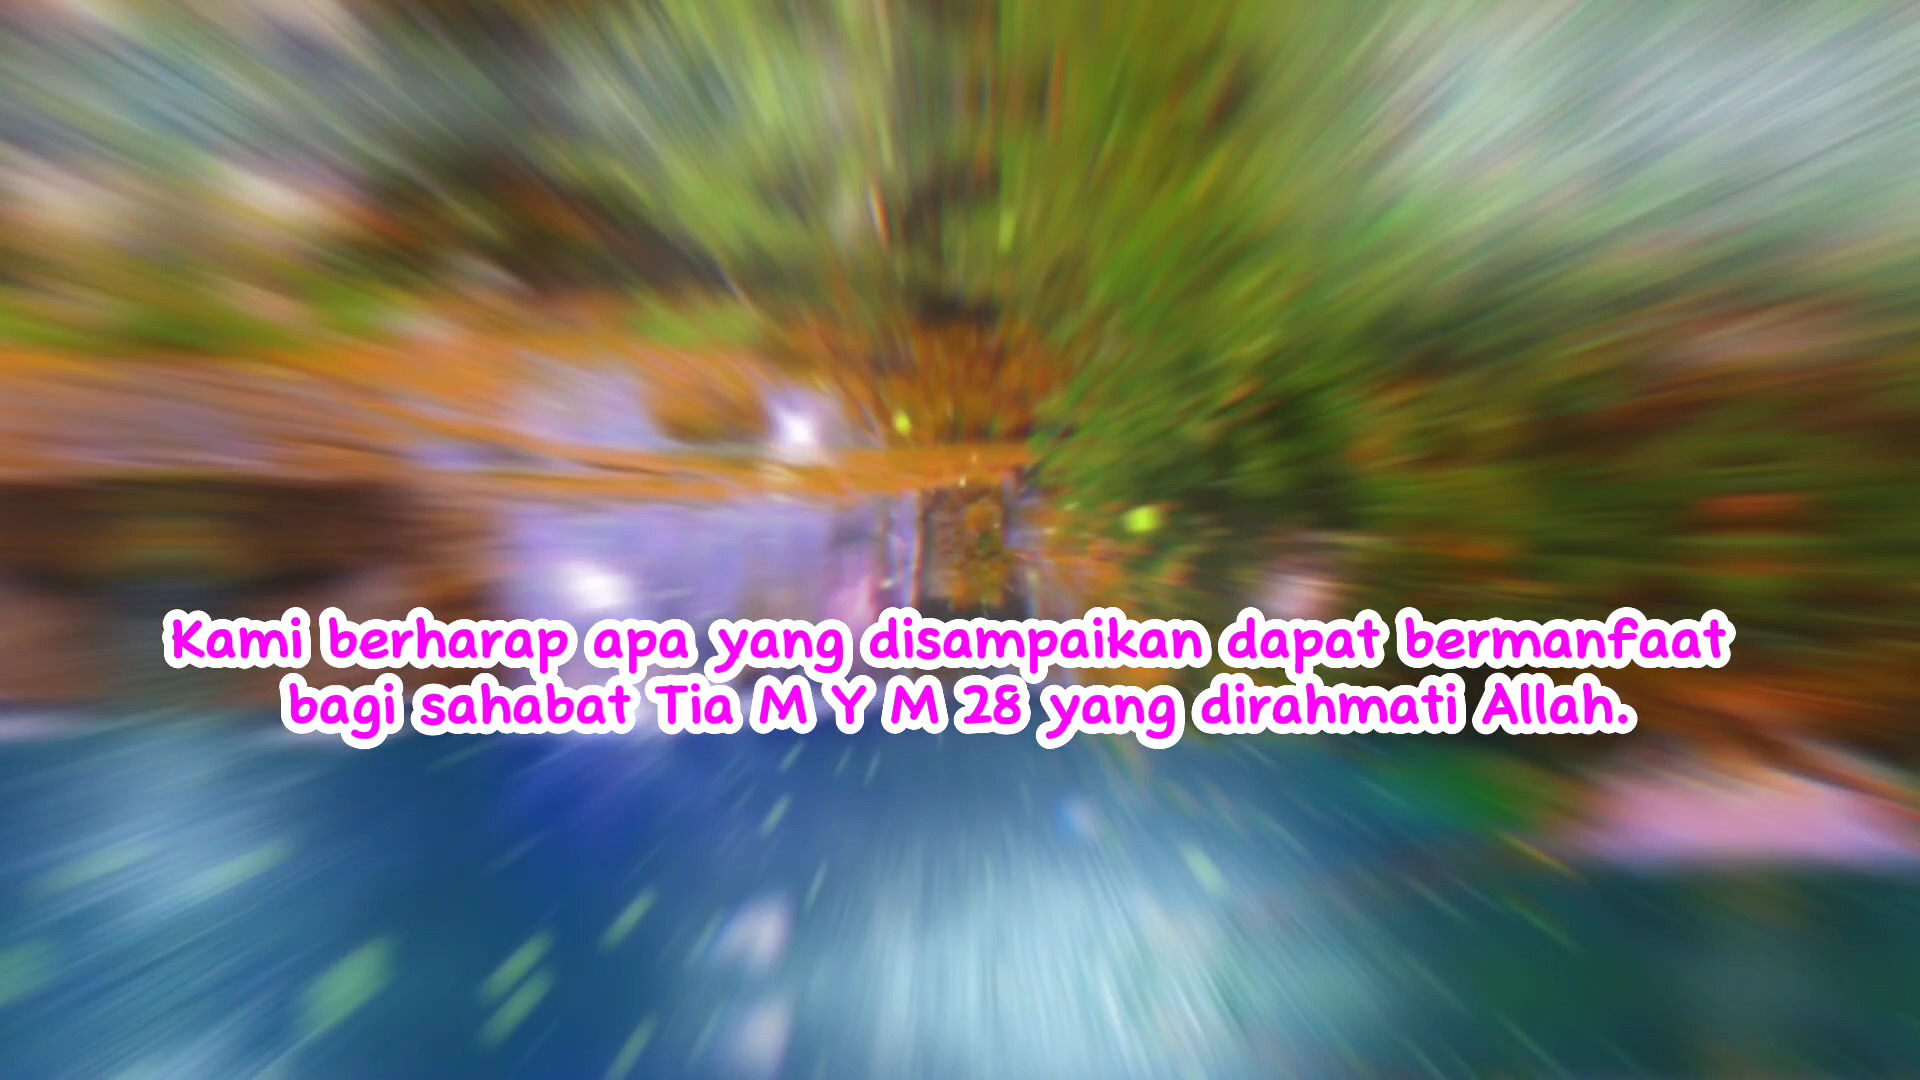 Kami berharap apa yang disampaikan dapat bermanfaat
bagi sahabat Tia M Y M 28 yang dirahmati Allah.